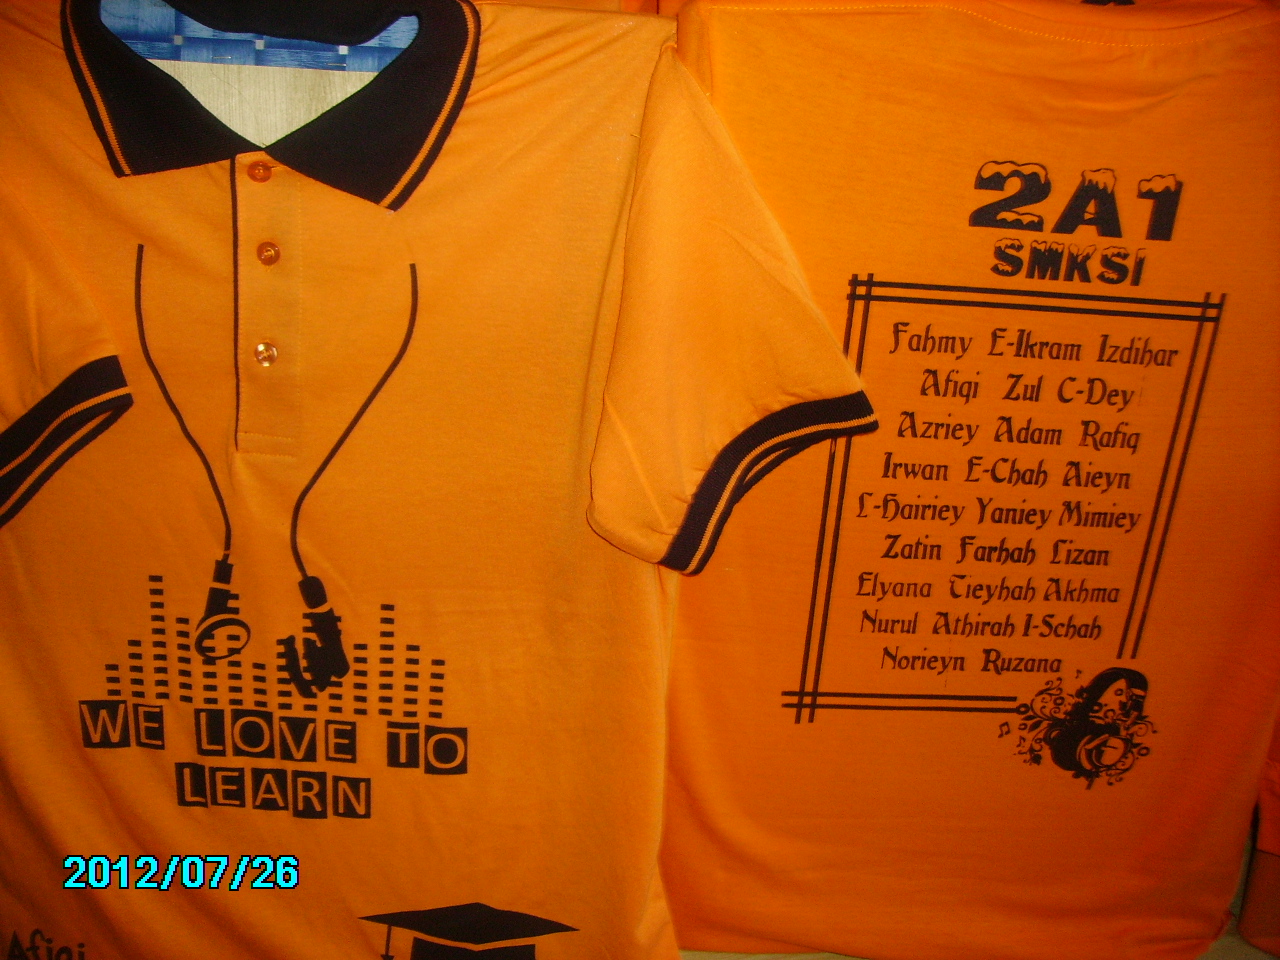 WE LOVE TO
LEARN
2012/07/26
Afiqi
2A1
SMKSI
Fahmy E-Ikram Izdihar
Afiqi Zul C-Dey
Azriey Adam Rafiq
Irwan E-Chah Aieyn
L-Hairiey Yaniey Mimiey
Zatin Farhah Lizan
Elyana Tieyhah Akhma
Nurul Athirah I-Schah
Norieyn Ruzana